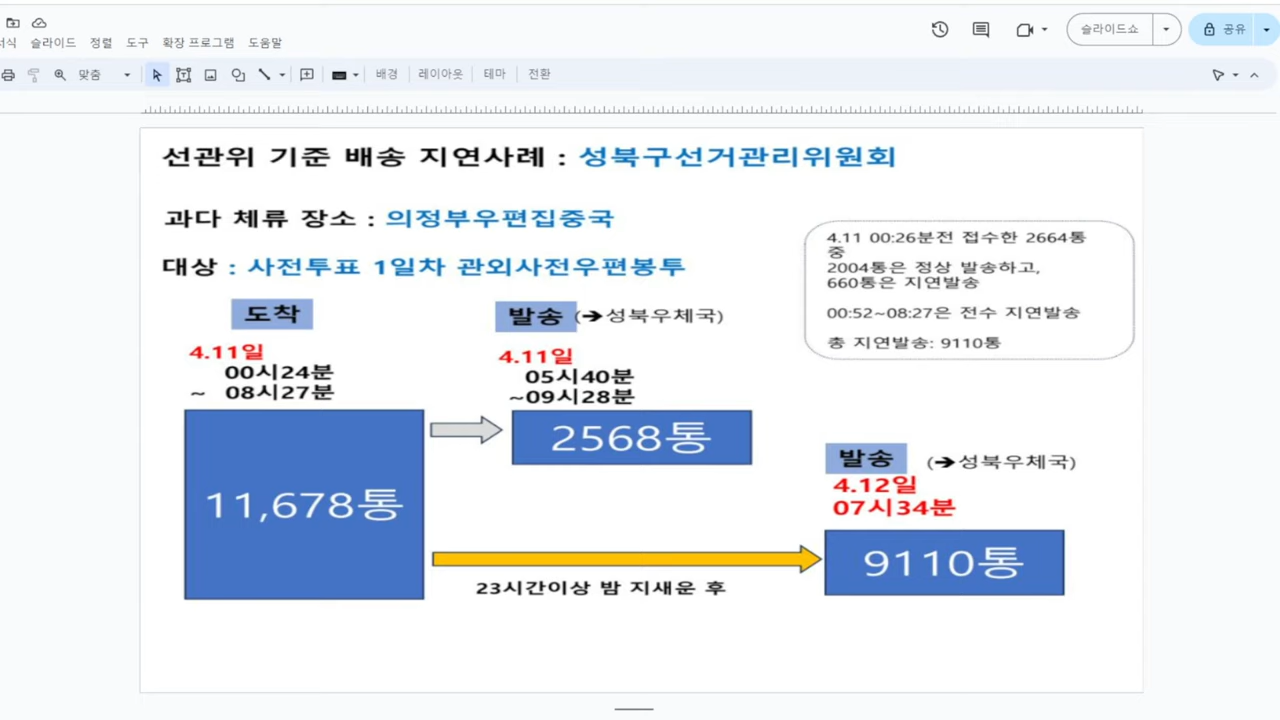 서식 슬라이드 정렬 도구 확장 프로그램 도움말
슬라이드쇼
공유
맞춤
배경 레이아웃 테마 전환
선관위 기준 배송 지연사례 : 성북구선거관리위원회
과다 체류 장소 : 의정부우편집중국
대상 : 사전투표 1일차 관외사전우편봉투
4.11 00:26분전 접수한 2664통
중
2004통은 정상 발송하고,
660통은 지연발송
00:52~08:27은 전수 지연발송
총 지연발송: 9110통
도착
4.11일
00시24분
~ 08시27분
11,678통
발송 (➔성북우체국)
4.11일
05시40분
~09시28분
2568통
발송 (➔성북우체국)
4.12일
07시34분
9110통
23시간이상 밤 지새운 후